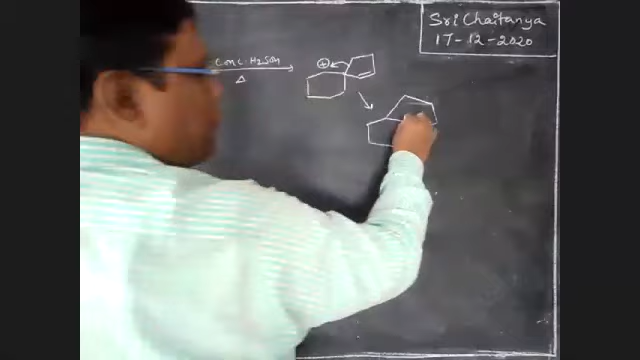 Sri Chaitanya
17-12-2020
Conc. H2SO4
Δ
⊕